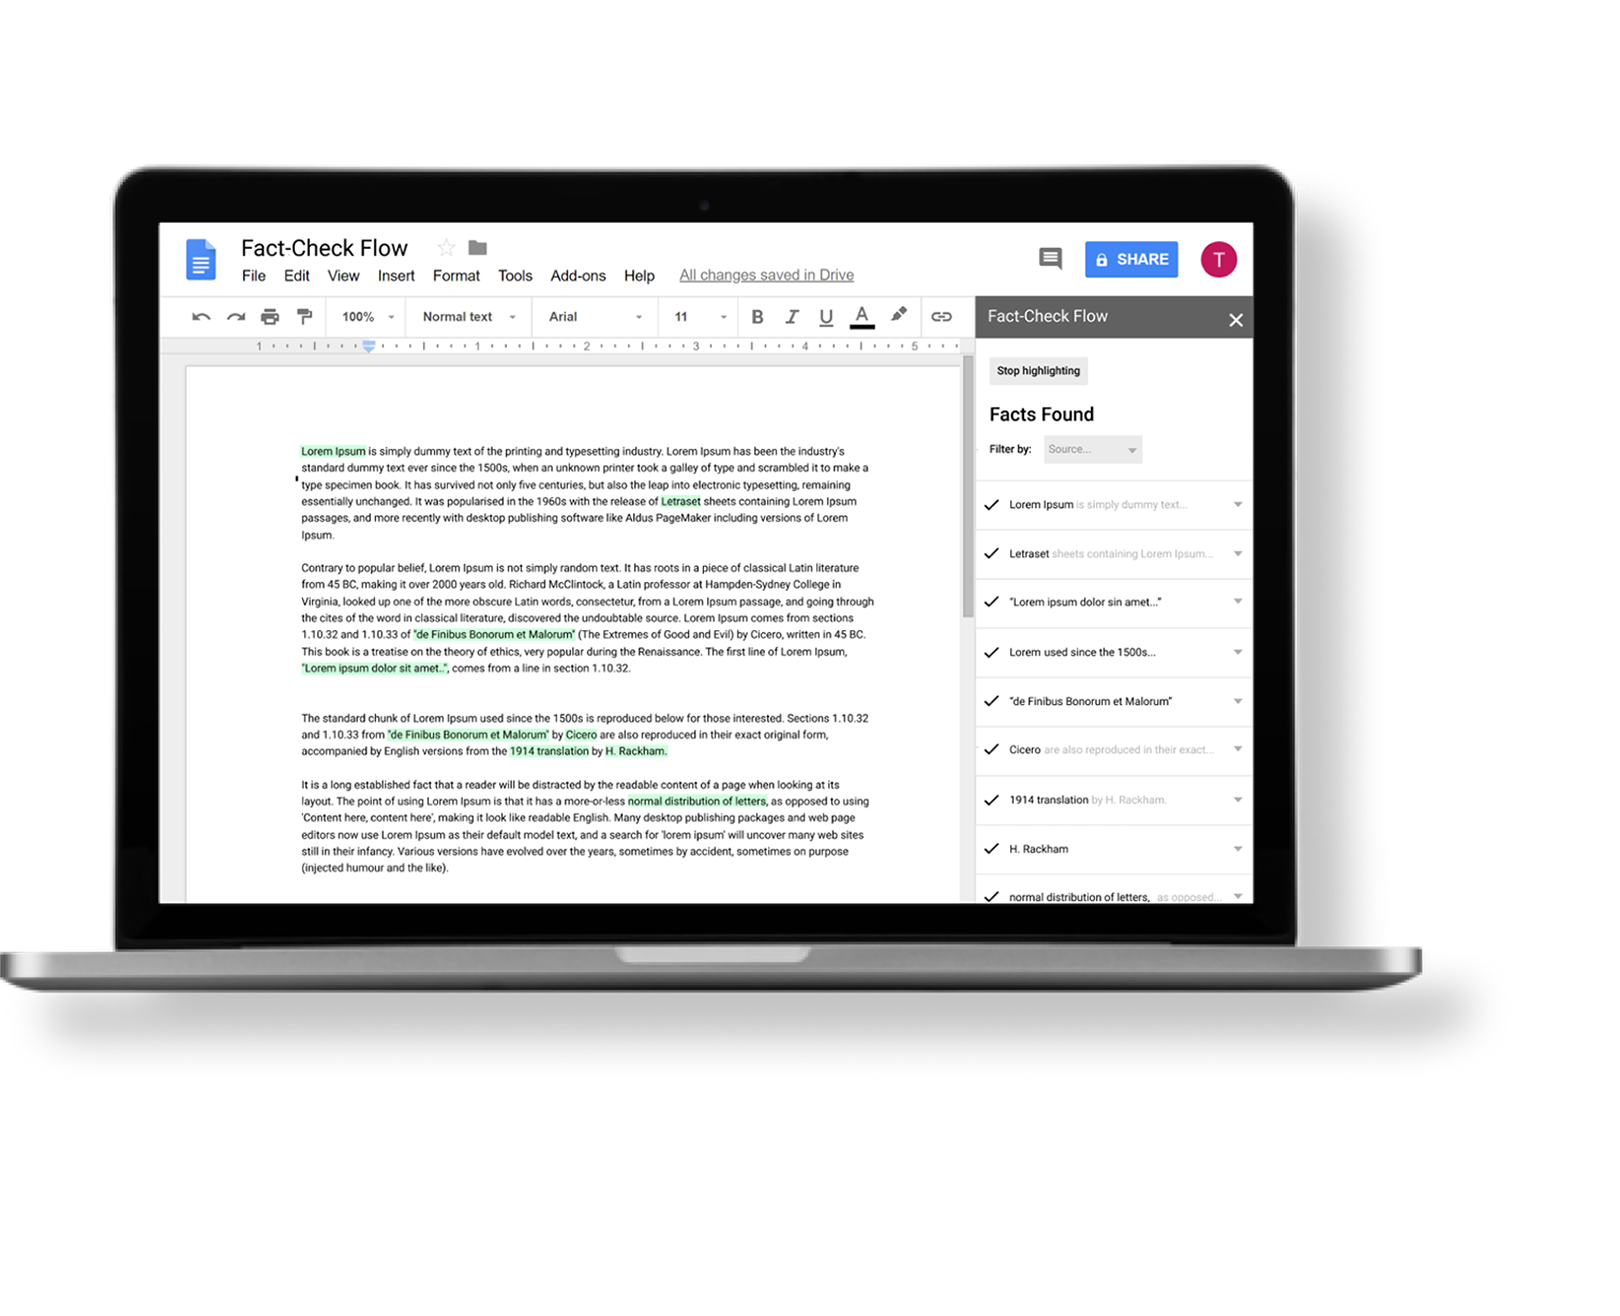 Fact-Check Flow
File Edit View Insert Format Tools Add-ons Help All changes saved in Drive
SHARE
T
100% Normal text Arial 11 B I U A
1 1 2 3 4 5
Lorem Ipsum is simply dummy text of the printing and typesetting industry. Lorem Ipsum has been the industry's
standard dummy text ever since the 1500s, when an unknown printer took a galley of type and scrambled it to make a
type specimen book. It has survived not only five centuries, but also the leap into electronic typesetting, remaining
essentially unchanged. It was popularised in the 1960s with the release of Letraset sheets containing Lorem Ipsum
passages, and more recently with desktop publishing software like Aldus PageMaker including versions of Lorem
Ipsum.
Contrary to popular belief, Lorem Ipsum is not simply random text. It has roots in a piece of classical Latin literature
from 45 BC, making it over 2000 years old. Richard McClintock, a Latin professor at Hampden-Sydney College in
Virginia, looked up one of the more obscure Latin words, consectetur, from a Lorem Ipsum passage, and going through
the cites of the word in classical literature, discovered the undoubtable source. Lorem Ipsum comes from sections
1.10.32 and 1.10.33 of "de Finibus Bonorum et Malorum" (The Extremes of Good and Evil) by Cicero, written in 45 BC.
This book is a treatise on the theory of ethics, very popular during the Renaissance. The first line of Lorem Ipsum,
"Lorem ipsum dolor sit amet..", comes from a line in section 1.10.32.
The standard chunk of Lorem Ipsum used since the 1500s is reproduced below for those interested. Sections 1.10.32
and 1.10.33 from "de Finibus Bonorum et Malorum" by Cicero are also reproduced in their exact original form,
accompanied by English versions from the 1914 translation by H. Rackham.
It is a long established fact that a reader will be distracted by the readable content of a page when looking at its
layout. The point of using Lorem Ipsum is that it has a more-or-less normal distribution of letters, as opposed to using
'Content here, content here', making it look like readable English. Many desktop publishing packages and web page
editors now use Lorem Ipsum as their default model text, and a search for 'lorem ipsum' will uncover many web sites
still in their infancy. Various versions have evolved over the years, sometimes by accident, sometimes on purpose
(injected humour and the like).
Fact-Check Flow
Stop highlighting
Facts Found
Filter by: Source...
Lorem Ipsum is simply dummy text...
Letraset sheets containing Lorem Ipsum...
"Lorem ipsum dolor sin amet..."
Lorem used since the 1500s...
"de Finibus Bonorum et Malorum"
Cicero are also reproduced in their exact...
1914 translation by H. Rackham.
H. Rackham
normal distribution of letters, as opposed...